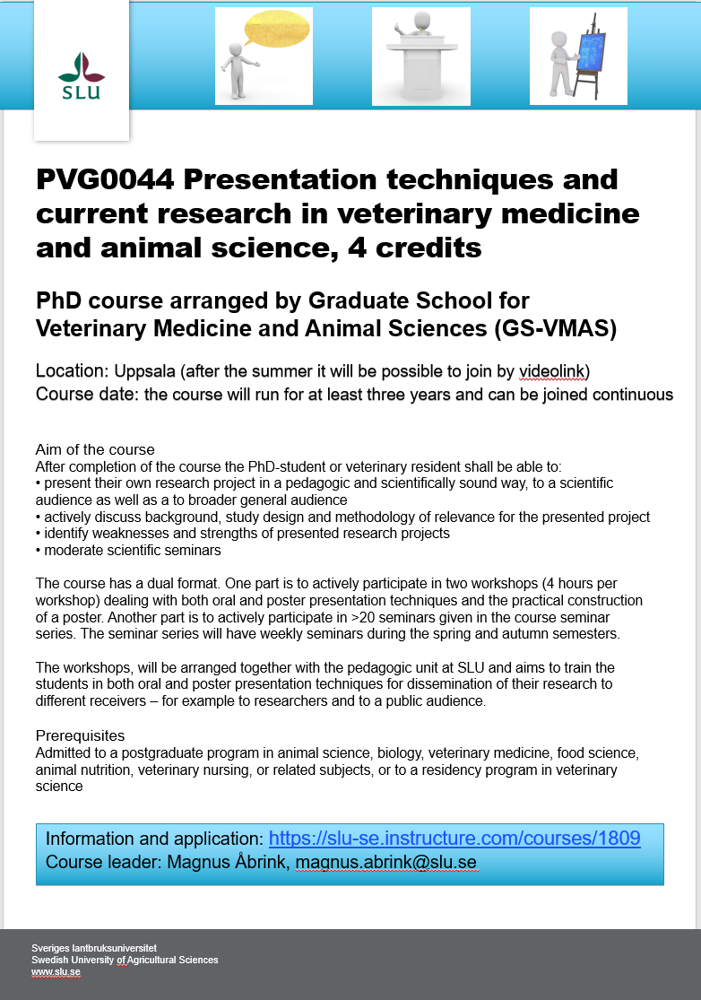 SLU
PVG0044 Presentation techniques and
current research in veterinary medicine
and animal science, 4 credits
PhD course arranged by Graduate School for
Veterinary Medicine and Animal Sciences (GS-VMAS)
Location: Uppsala (after the summer it will be possible to join by videolink)
Course date: the course will run for at least three years and can be joined continuous
Aim of the course
After completion of the course the PhD-student or veterinary resident shall be able to:
• present their own research project in a pedagogic and scientifically sound way, to a scientific
audience as well as a to broader general audience
• actively discuss background, study design and methodology of relevance for the presented project
• identify weaknesses and strengths of presented research projects
• moderate scientific seminars
The course has a dual format. One part is to actively participate in two workshops (4 hours per
workshop) dealing with both oral and poster presentation techniques and the practical construction
of a poster. Another part is to actively participate in >20 seminars given in the course seminar
series. The seminar series will have weekly seminars during the spring and autumn semesters.
The workshops, will be arranged together with the pedagogic unit at SLU and aims to train the
students in both oral and poster presentation techniques for dissemination of their research to
different receivers – for example to researchers and to a public audience.
Prerequisites
Admitted to a postgraduate program in animal science, biology, veterinary medicine, food science,
animal nutrition, veterinary nursing, or related subjects, or to a residency program in veterinary
science
Information and application: https://slu-se.instructure.com/courses/1809
Course leader: Magnus Åbrink, magnus.abrink@slu.se
Sveriges lantbruksuniversitet
Swedish University of Agricultural Sciences
www.slu.se